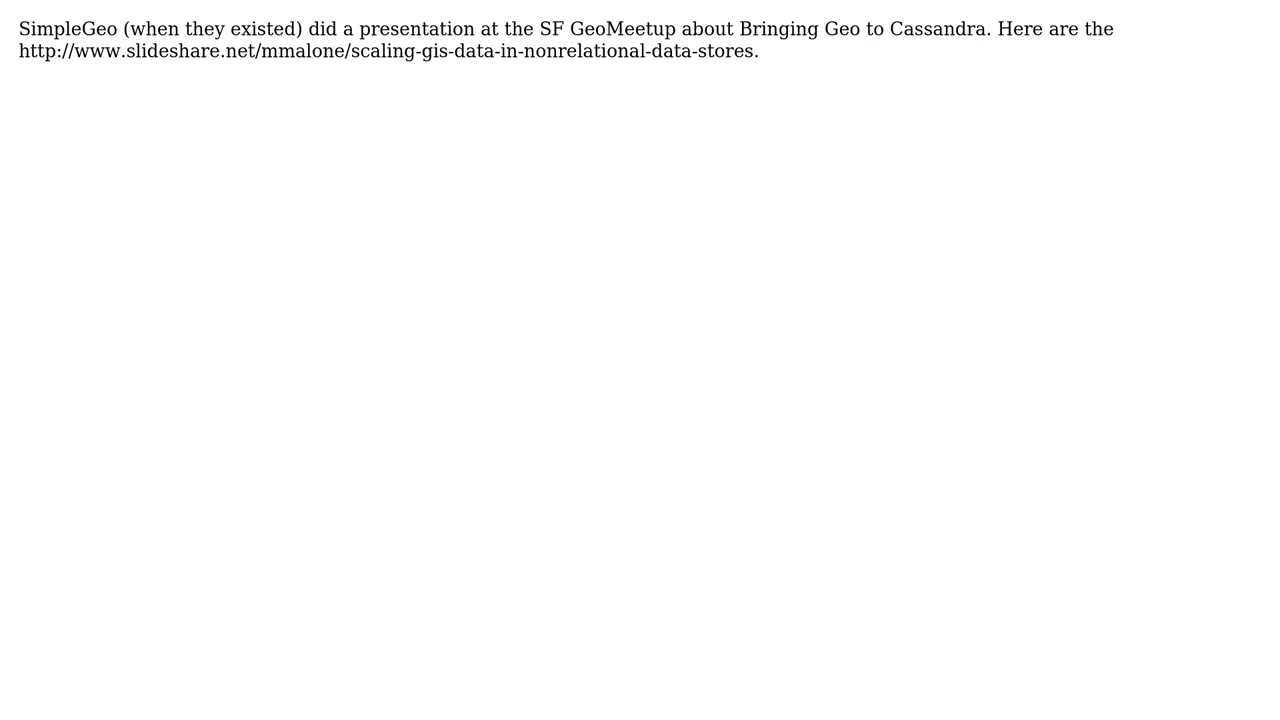 SimpleGeo (when they existed) did a presentation at the SF GeoMeetup about Bringing Geo to Cassandra. Here are the
http://www.slideshare.net/mmalone/scaling-gis-data-in-nonrelational-data-stores.